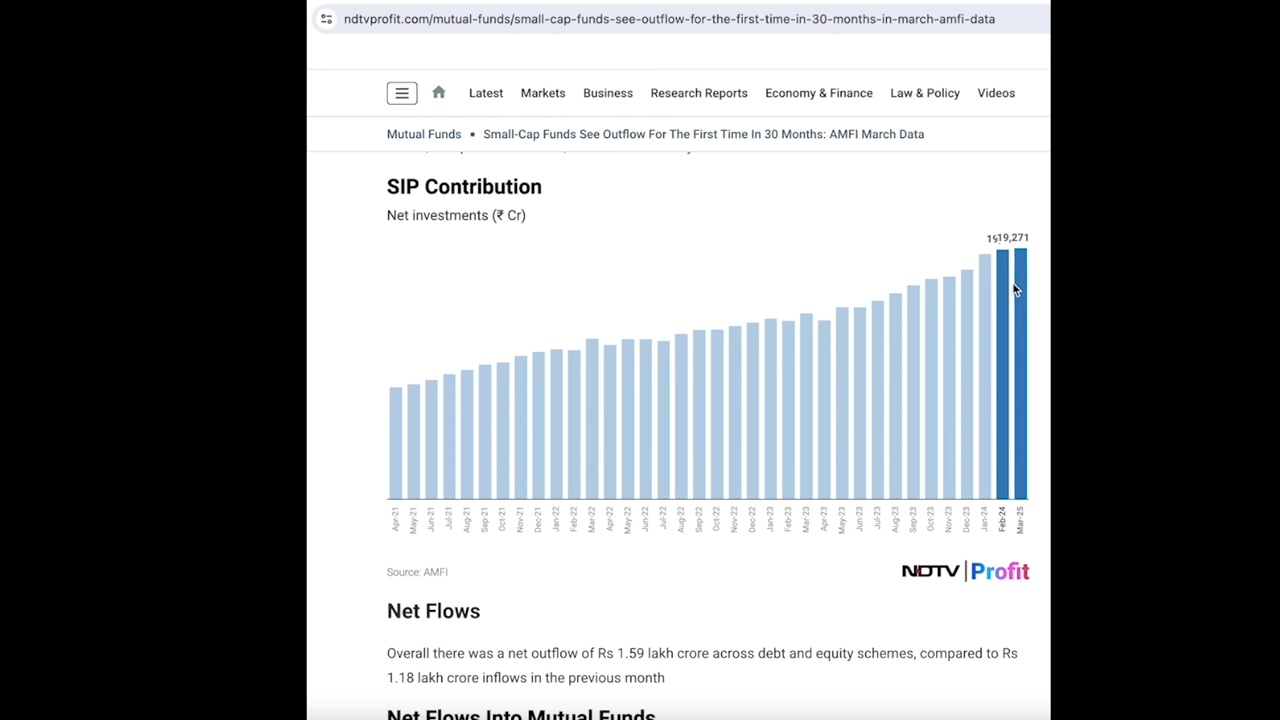 ndtvprofit.com/mutual-funds/small-cap-funds-see-outflow-for-the-first-time-in-30-months-in-march-amfi-data
Latest Markets Business Research Reports Economy & Finance Law & Policy Videos
Mutual Funds • Small-Cap Funds See Outflow For The First Time In 30 Months: AMFI March Data
SIP Contribution
Net investments (₹ Cr)
19,271
Apr-21 May-21 Jun-21 Jul-21 Aug-21 Sep-21 Oct-21 Nov-21 Dec-21 Jan-22 Feb-22 Mar-22 Apr-22 May-22 Jun-22 Jul-22 Aug-22 Sep-22 Oct-22 Nov-22 Dec-22 Jan-23 Feb-23 Mar-23 Apr-23 May-23 Jun-23 Jul-23 Aug-23 Sep-23 Oct-23 Nov-23 Dec-23 Jan-24 Feb-24 Mar-25
Source: AMFI
NDTV | Profit
Net Flows
Overall there was a net outflow of Rs 1.59 lakh crore across debt and equity schemes, compared to Rs
1.18 lakh crore inflows in the previous month
Net Flows Into Mutual Funds